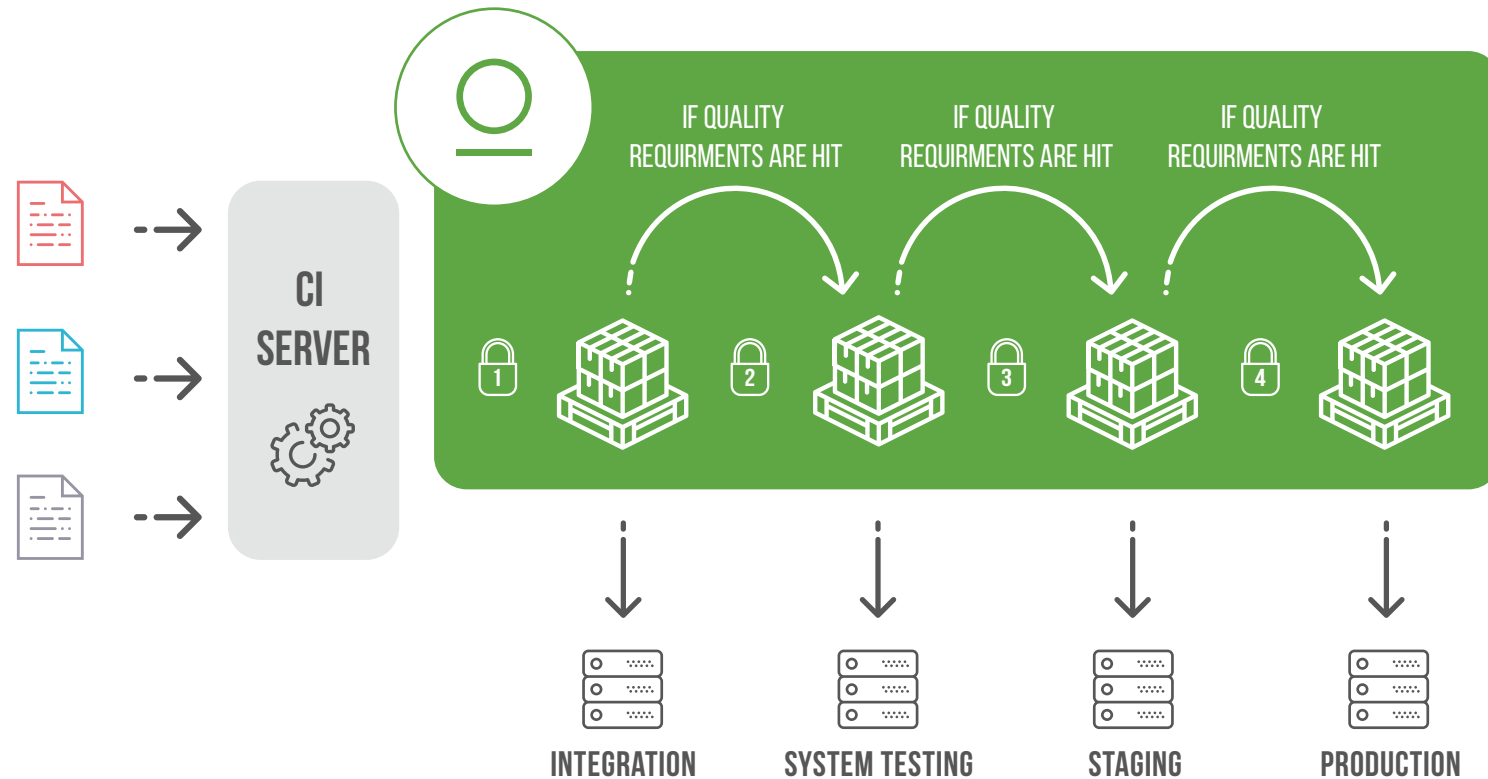 IF QUALITY
REQUIRMENTS ARE HIT
IF QUALITY
REQUIRMENTS ARE HIT
IF QUALITY
REQUIRMENTS ARE HIT
CI
SERVER
1
2
3
4
INTEGRATION
SYSTEM TESTING
STAGING
PRODUCTION